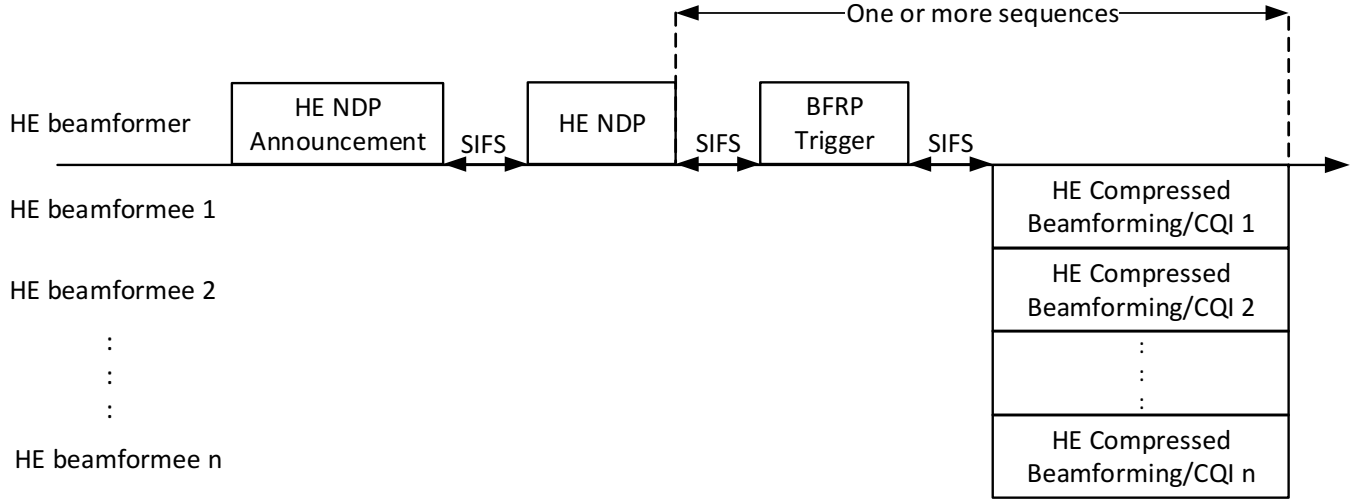 One or more sequences
HE beamformer
HE NDP
Announcement
SIFS
HE NDP
SIFS
BFRP
Trigger
SIFS
HE beamformee 1
HE Compressed
Beamforming/CQI 1
HE beamformee 2
HE Compressed
Beamforming/CQI 2
:
:
:
:
:
:
HE beamformee n
HE Compressed
Beamforming/CQI n